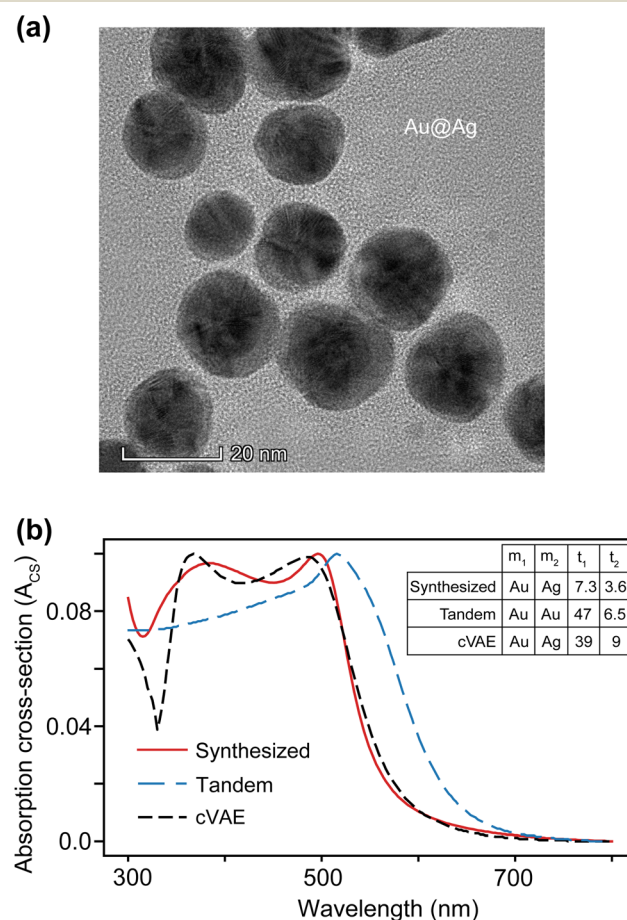 (a)
Au@Ag
20 nm
(b)
Absorption cross-section (A_CS)
0.08
0.04
0.0
300
500
700
Wavelength (nm)
Synthesized
Tandem
cVAE
m₁ m₂ t₁ t₂
Synthesized Au Ag 7.3 3.6
Tandem Au Au 47 6.5
cVAE Au Ag 39 9